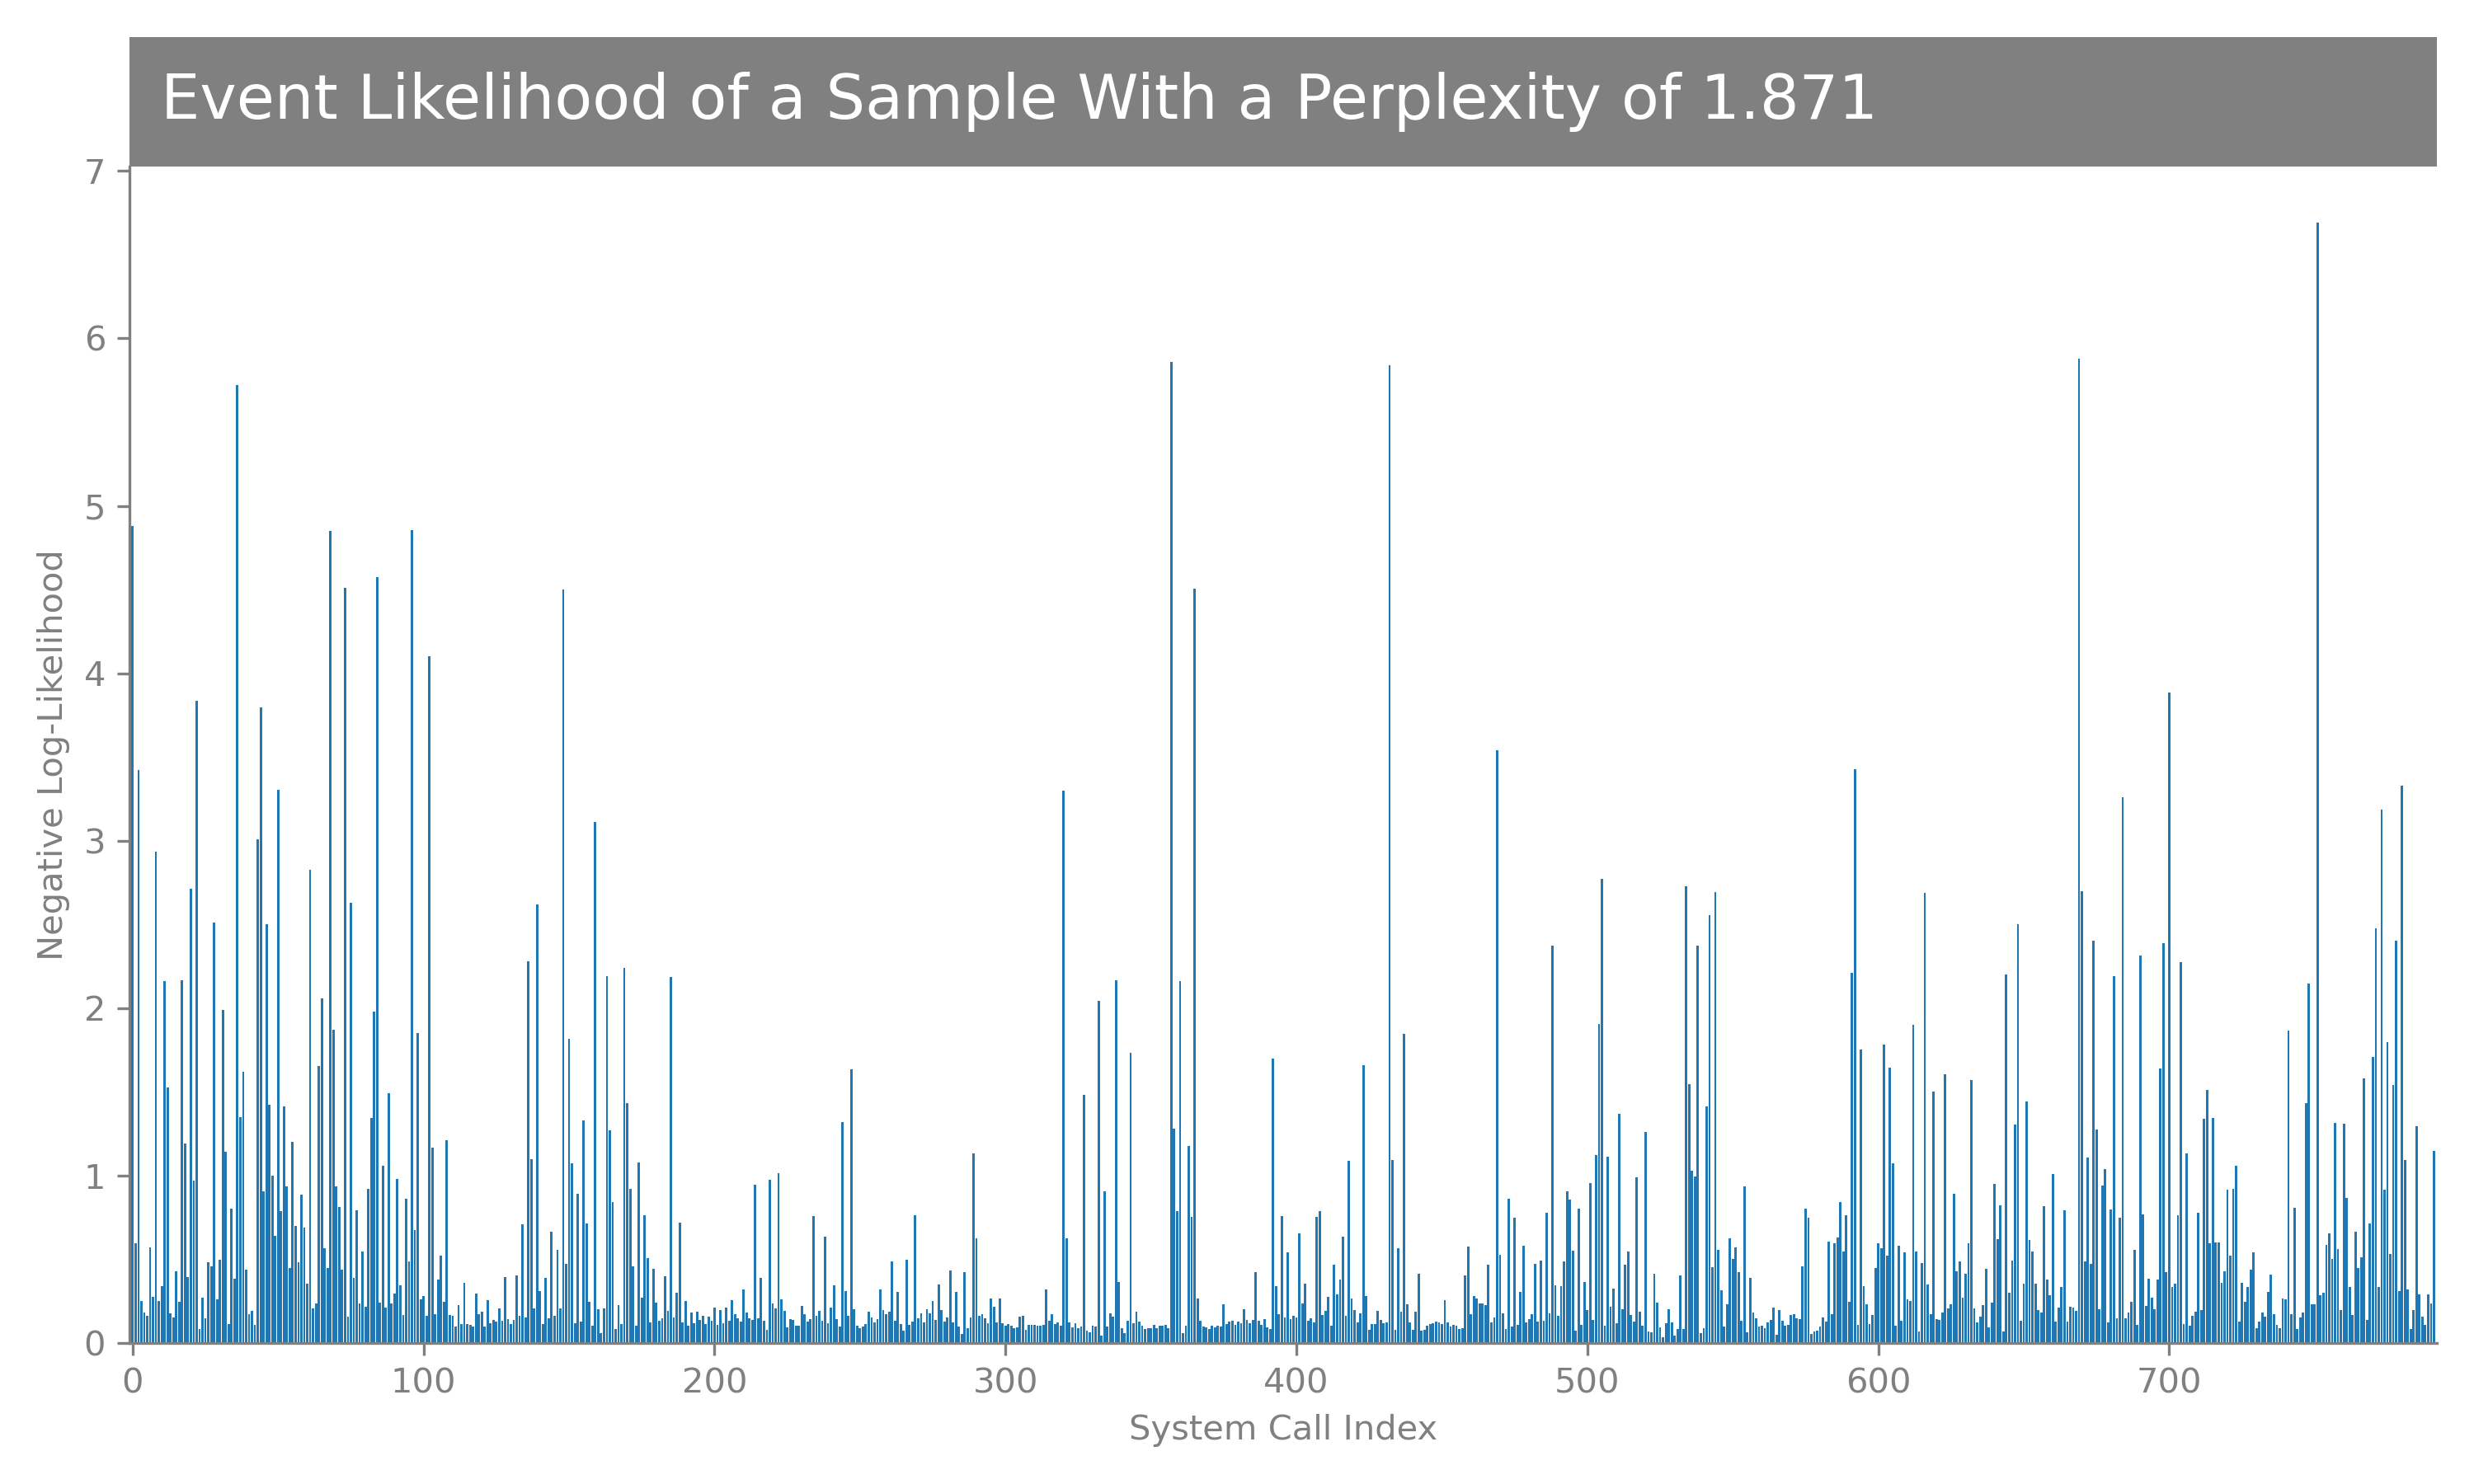 Event Likelihood of a Sample With a Perplexity of 1.871
7
6
5
4
3
2
1
0
Negative Log-Likelihood
0 100 200 300 400 500 600 700
System Call Index